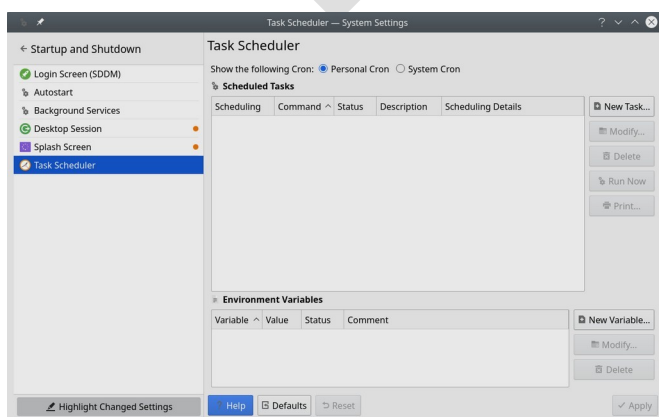 Task Scheduler — System Settings
Startup and Shutdown
Login Screen (SDDM)
Autostart
Background Services
Desktop Session
Splash Screen
Task Scheduler
Highlight Changed Settings
Task Scheduler
Show the following Cron: Personal Cron System Cron
Scheduled Tasks
Scheduling Command Status Description Scheduling Details
New Task...
Modify...
Delete
Run Now
Print...
Environment Variables
Variable Value Status Comment
New Variable...
Modify...
Delete
Help Defaults Reset Apply